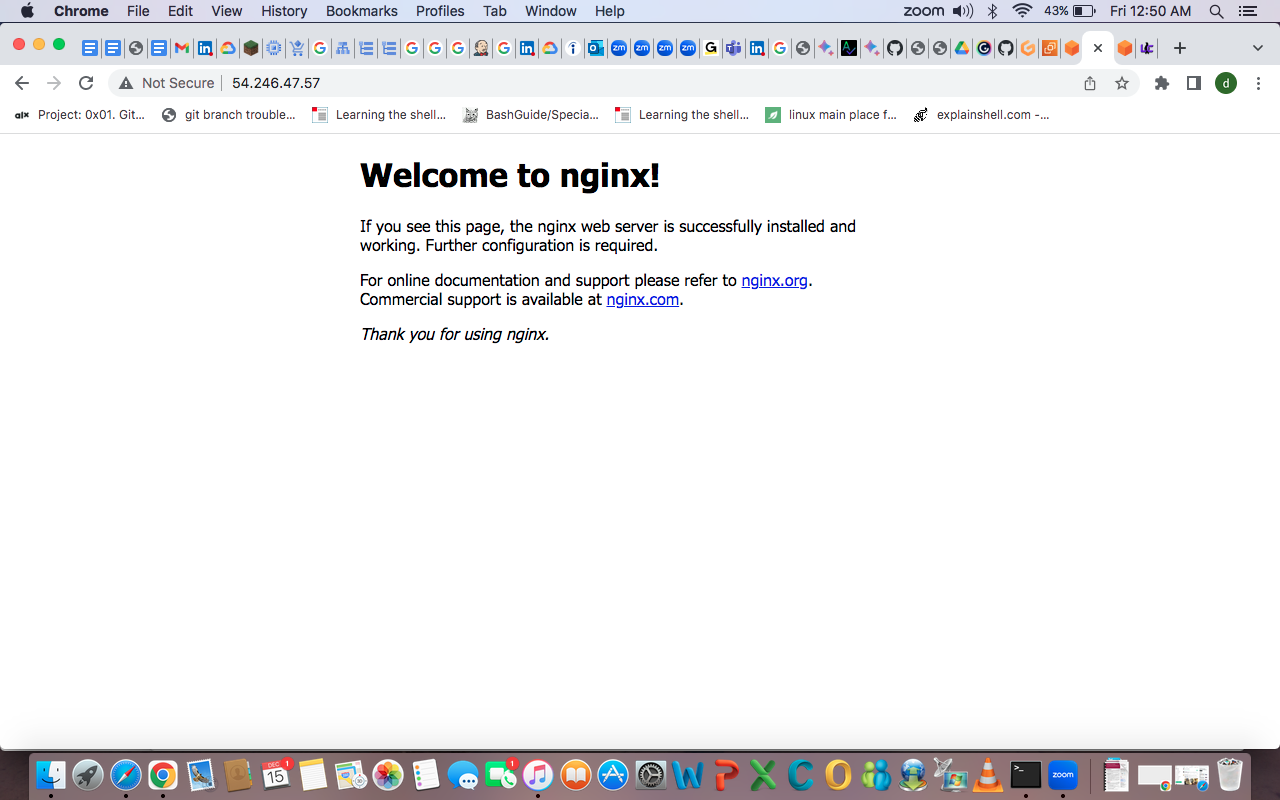 Chrome File Edit View History Bookmarks Profiles Tab Window Help zoom 43% Fri 12:50 AM
Not Secure 54.246.47.57 d
Project: 0x01. Git... git branch trouble... Learning the shell... BashGuide/Specia... Learning the shell... linux main place f... explainshell.com -...
Welcome to nginx!
If you see this page, the nginx web server is successfully installed and
working. Further configuration is required.
For online documentation and support please refer to nginx.org.
Commercial support is available at nginx.com.
Thank you for using nginx.
DEC 15 1 1 zoom